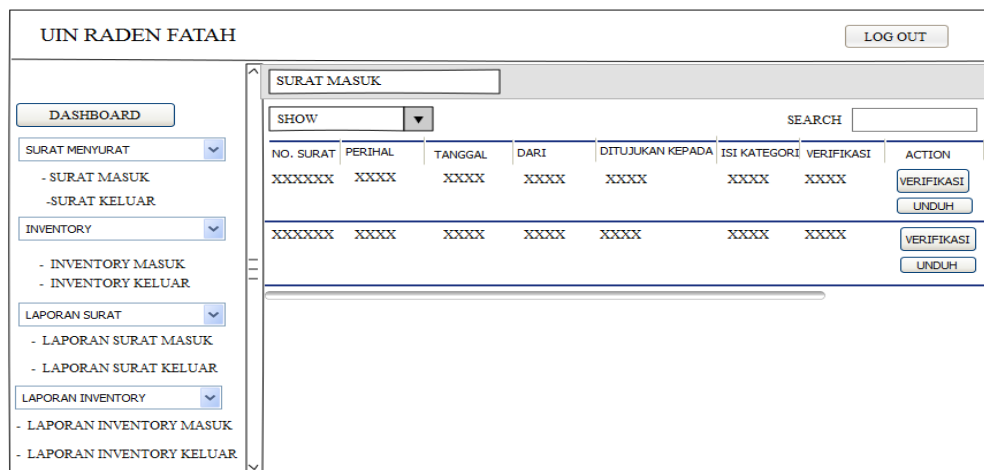 UIN RADEN FATAH
LOG OUT
DASHBOARD
SURAT MENYURAT
- SURAT MASUK
-SURAT KELUAR
INVENTORY
- INVENTORY MASUK
- INVENTORY KELUAR
LAPORAN SURAT
- LAPORAN SURAT MASUK
- LAPORAN SURAT KELUAR
LAPORAN INVENTORY
- LAPORAN INVENTORY MASUK
- LAPORAN INVENTORY KELUAR
SURAT MASUK
SHOW
SEARCH
NO. SURAT PERIHAL TANGGAL DARI DITUJUKAN KEPADA ISI KATEGORI VERIFIKASI ACTION
XXXXXX XXXX XXXX XXXX XXXX XXXX XXXX VERIFIKASI
UNDUH
XXXXXX XXXX XXXX XXXX XXXX XXXX XXXX VERIFIKASI
UNDUH